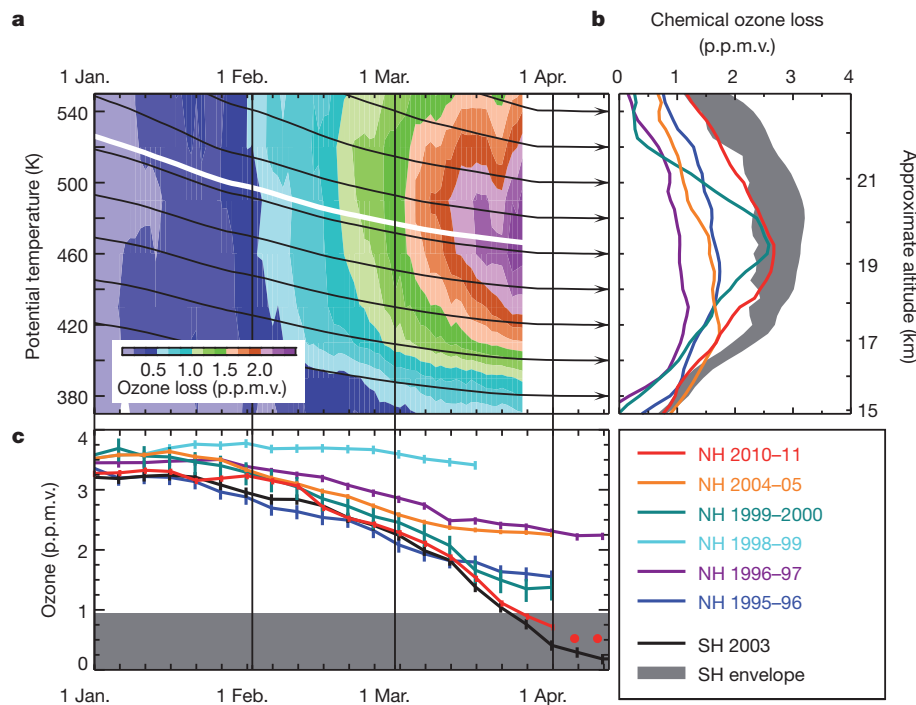 a
b
Chemical ozone loss
(p.p.m.v.)
1 Jan. 1 Feb. 1 Mar. 1 Apr.
0 1 2 3 4
540
500
460
420
380
Potential temperature (K)
0.5 1.0 1.5 2.0
Ozone loss (p.p.m.v.)
21
19
17
15
Approximate altitude (km)
c
4
3
2
1
0
Ozone (p.p.m.v.)
1 Jan. 1 Feb. 1 Mar. 1 Apr.
NH 2010–11
NH 2004–05
NH 1999–2000
NH 1998–99
NH 1996–97
NH 1995–96
SH 2003
SH envelope